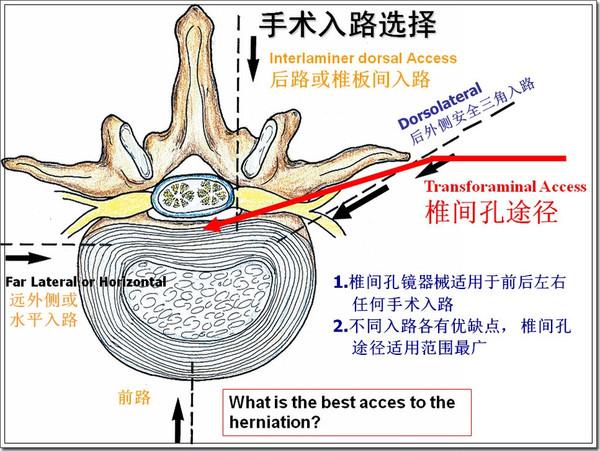 手术入路选择
Interlaminer dorsal Access
后路或椎板间入路
Dorsolateral
后外侧安全三角入路
Transforaminal Access
椎间孔途径
Far Lateral or Horizontal
远外侧或
水平入路
1.椎间孔镜器械适用于前后左右
任何手术入路
2.不同入路各有优缺点，椎间孔
途径适用范围最广
前路
What is the best acces to the
herniation?